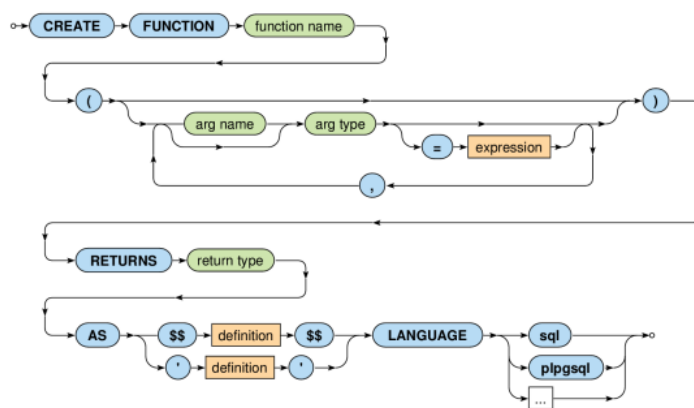 CREATE FUNCTION function name
( )
arg name arg type
= expression
,
RETURNS return type
AS $$ definition $$ LANGUAGE sql
' definition ' plpgsql
...